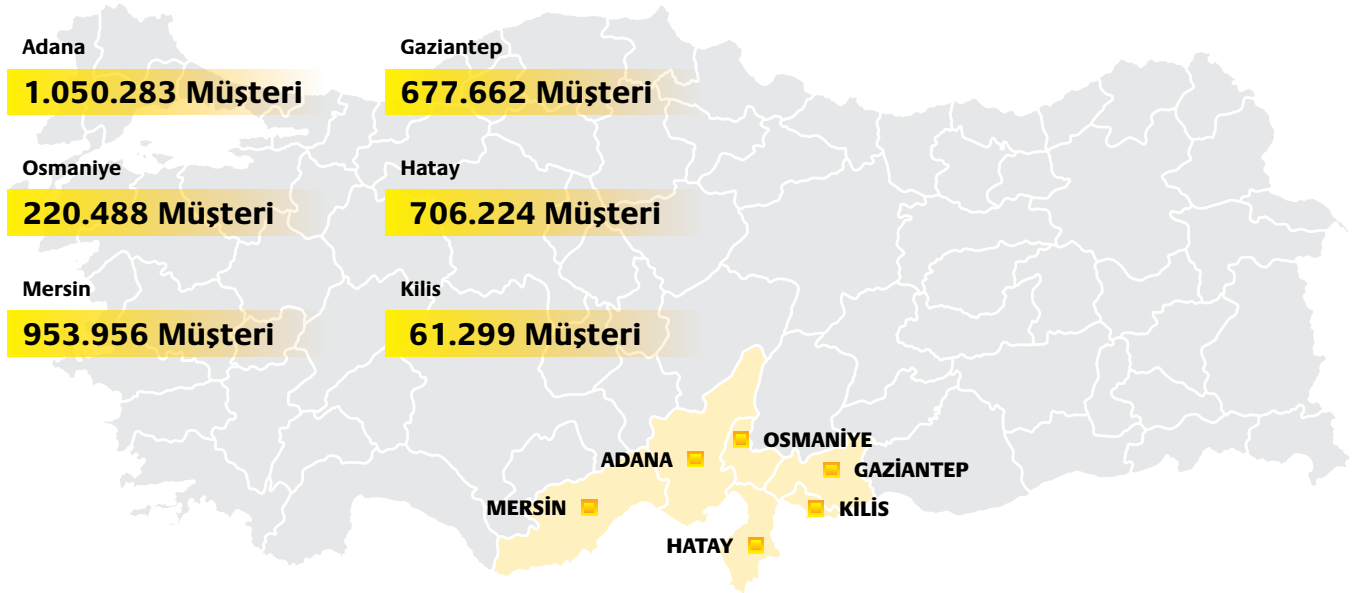 Adana
1.050.283 Müşteri
Gaziantep
677.662 Müşteri
Osmaniye
220.488 Müşteri
Hatay
706.224 Müşteri
Mersin
953.956 Müşteri
Kilis
61.299 Müşteri
OSMANİYE
ADANA
GAZİANTEP
MERSİN
KİLİS
HATAY